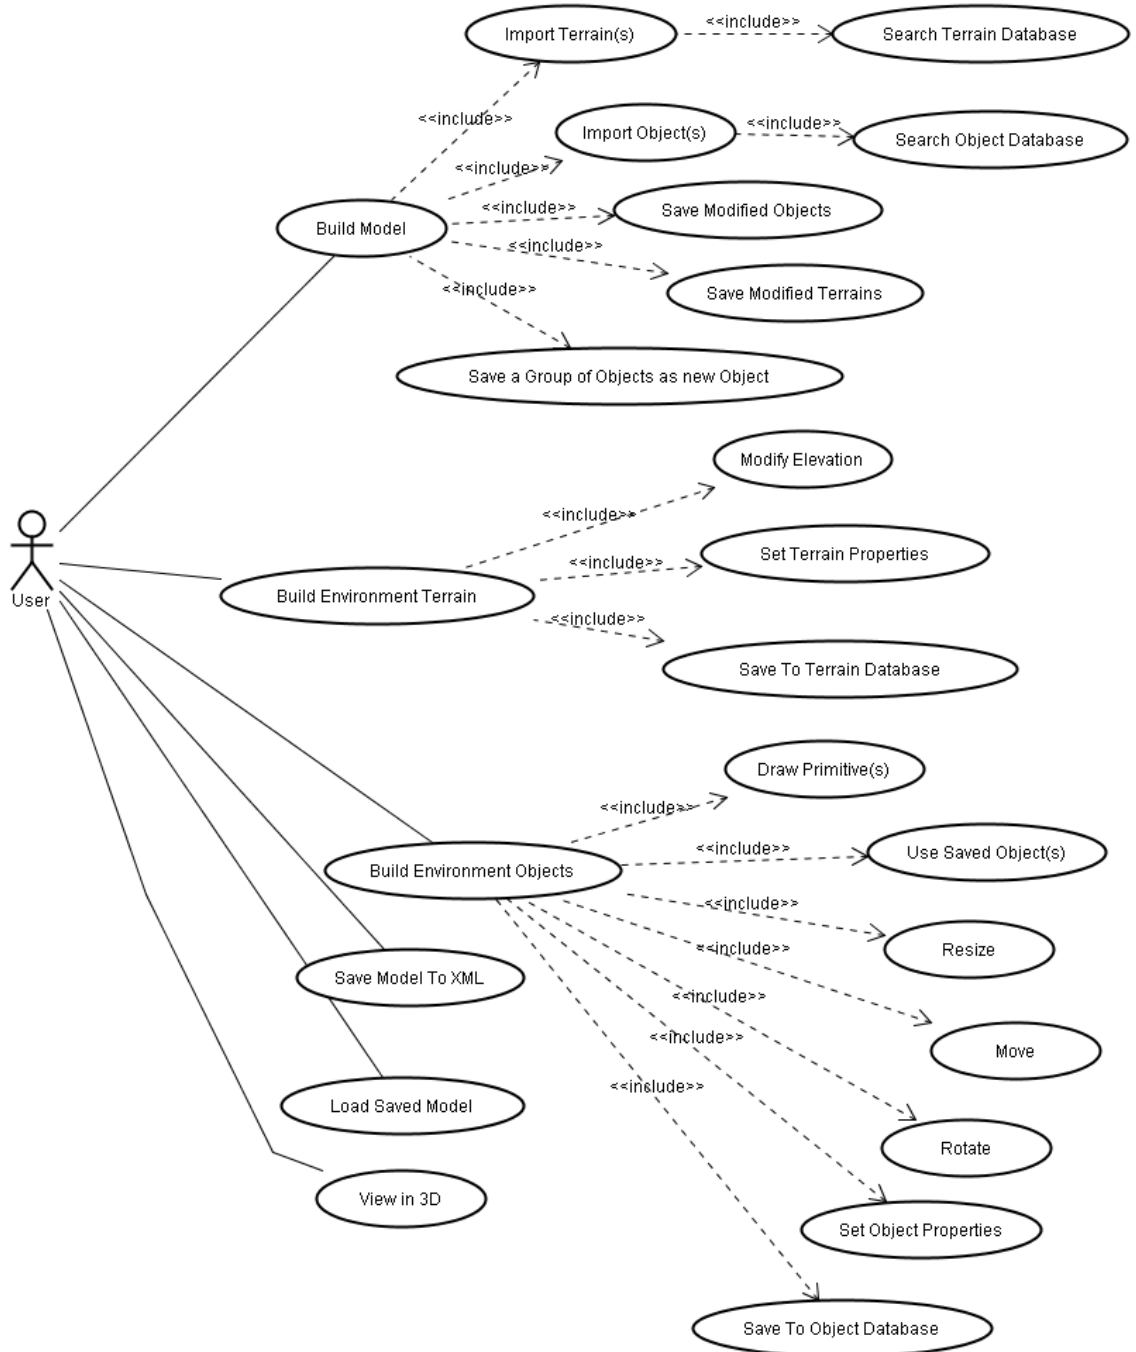 Import Terrain(s)
<<include>>
Search Terrain Database
<<include>>
Import Object(s)
<<include>>
Search Object Database
<<include>>
Build Model
<<include>>
Save Modified Objects
<<include>>
Save Modified Terrains
<<include>>
Save a Group of Objects as new Object
Modify Elevation
<<include>>
Set Terrain Properties
<<include>>
User
Build Environment Terrain
<<include>>
Save To Terrain Database
Draw Primitive(s)
<<include>>
Use Saved Object(s)
<<include>>
Build Environment Objects
<<include>>
Resize
<<include>>
Save Model To XML
<<include>>
Move
<<include>>
<<include>>
Load Saved Model
Rotate
View in 3D
Set Object Properties
Save To Object Database